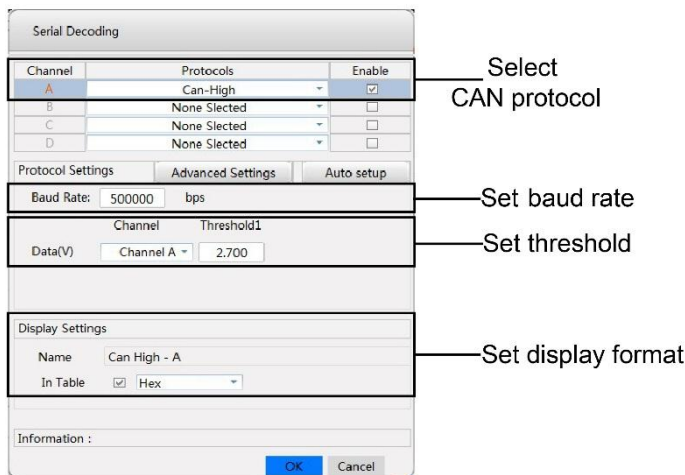 Serial Decoding
Channel Protocols Enable
A Can-High
B None Slected
C None Slected
D None Slected
Select
CAN protocol
Protocol Settings Advanced Settings Auto setup
Baud Rate: 500000 bps
Set baud rate
Channel Threshold1
Data(V) Channel A 2.700
Set threshold
Display Settings
Name Can High - A
In Table Hex
Set display format
Information :
OK Cancel